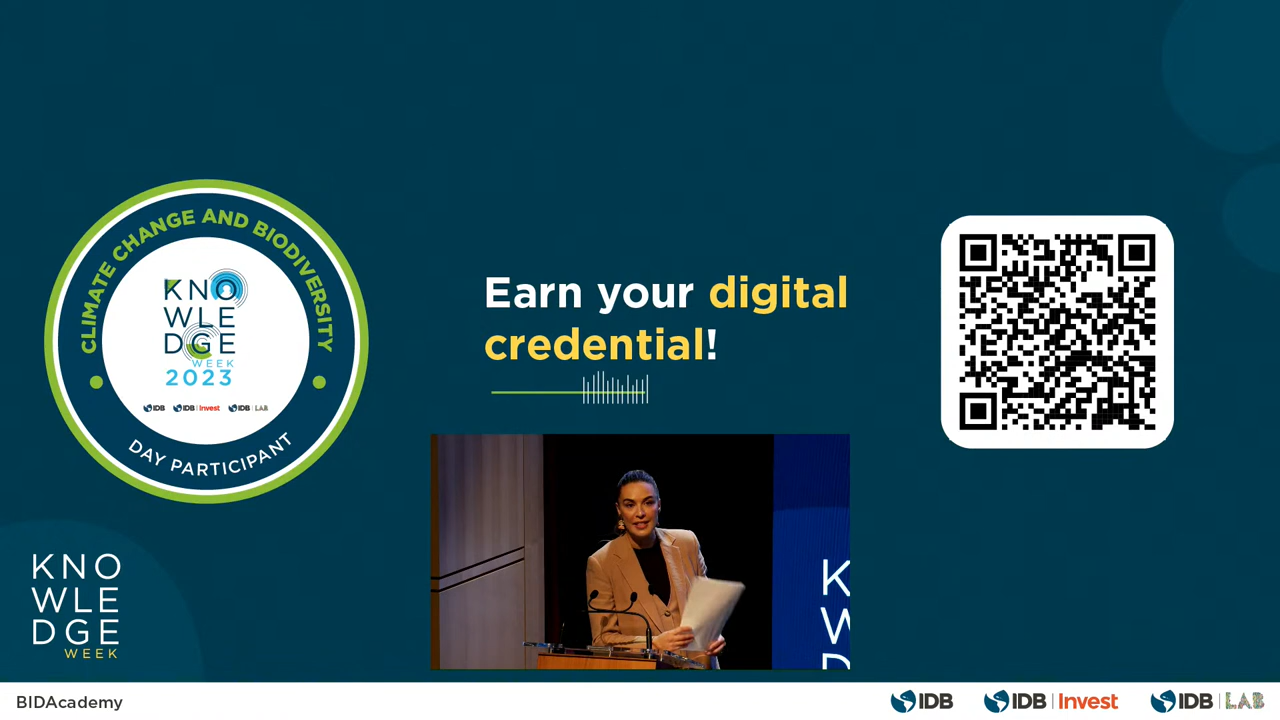 CLIMATE CHANGE AND BIODIVERSITY
KNO
WLE
DGE
WEEK
2023
IDB
IDB Invest
IDB LAB
DAY PARTICIPANT
Earn your digital
credential!
KNO
WLE
DGE
WEEK
K
W
D
BIDAcademy
IDB
IDB Invest
IDB LAB